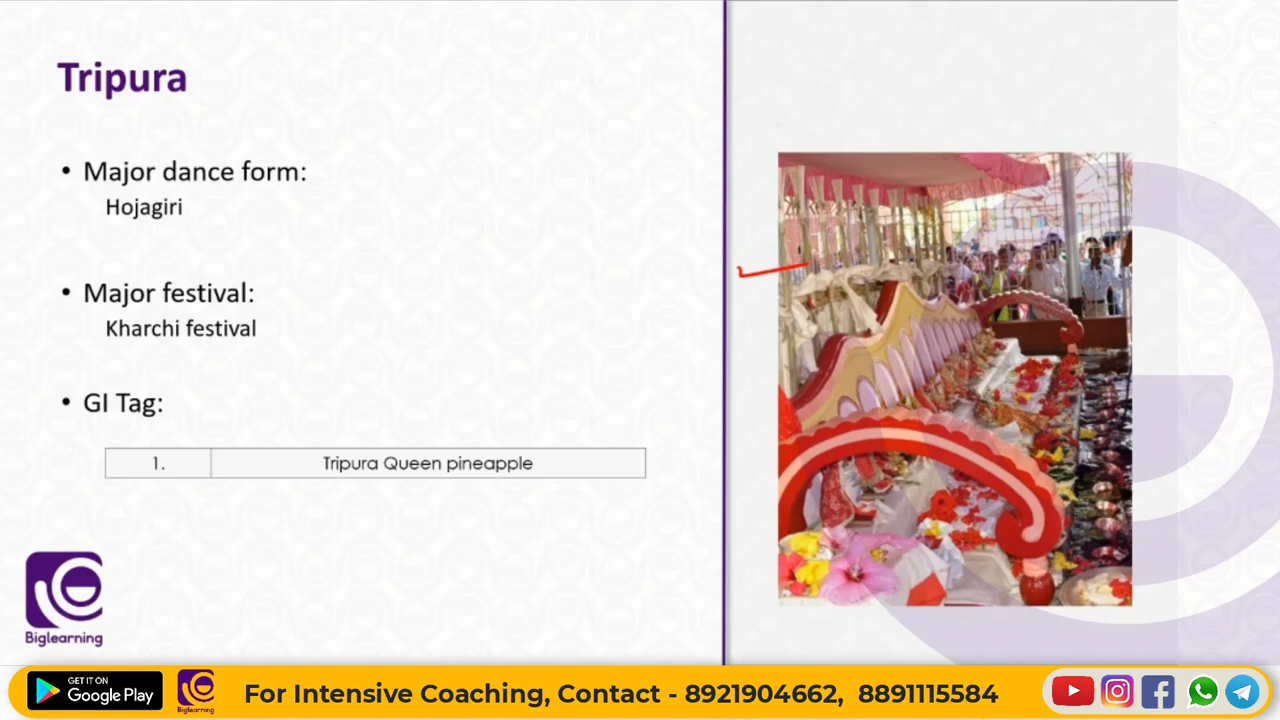 Tripura
• Major dance form:
Hojagiri
• Major festival:
Kharchi festival
• GI Tag:
1. Tripura Queen pineapple
Biglearning
GET IT ON
Google Play
Biglearning
For Intensive Coaching, Contact - 8921904662, 8891115584